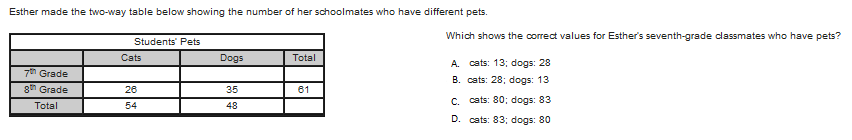 Esther made the two-way table below showing the number of her schoolmates who have different pets.
Students' Pets
Cats Dogs Total
7th Grade
8th Grade 26 35 61
Total 54 48
Which shows the correct values for Esther's seventh-grade classmates who have pets?
A. cats: 13; dogs: 28
B. cats: 28; dogs: 13
C. cats: 80; dogs: 83
D. cats: 83; dogs: 80